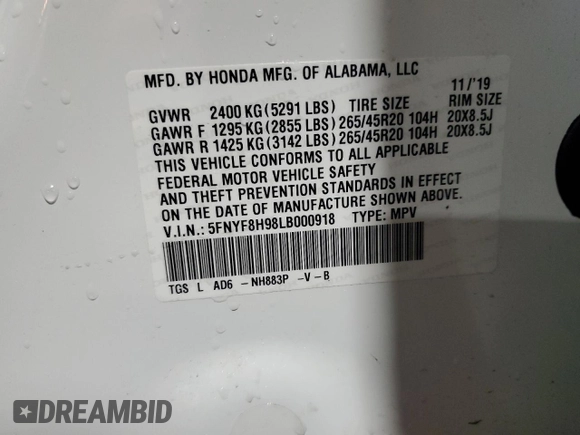 MFD. BY HONDA MFG. OF ALABAMA, LLC
11/'19
GVWR 2400 KG (5291 LBS) TIRE SIZE RIM SIZE
GAWR F 1295 KG (2855 LBS) 265/45R20 104H 20X8.5J
GAWR R 1425 KG (3142 LBS) 265/45R20 104H 20X8.5J
THIS VEHICLE CONFORMS TO ALL APPLICABLE
FEDERAL MOTOR VEHICLE SAFETY
AND THEFT PREVENTION STANDARDS IN EFFECT
ON THE DATE OF MANUFACTURE SHOWN ABOVE.
V.I.N.: 5FNYF8H98LB000918 TYPE: MPV
TGS L AD6 - NH883P -V-B
DREAMBID